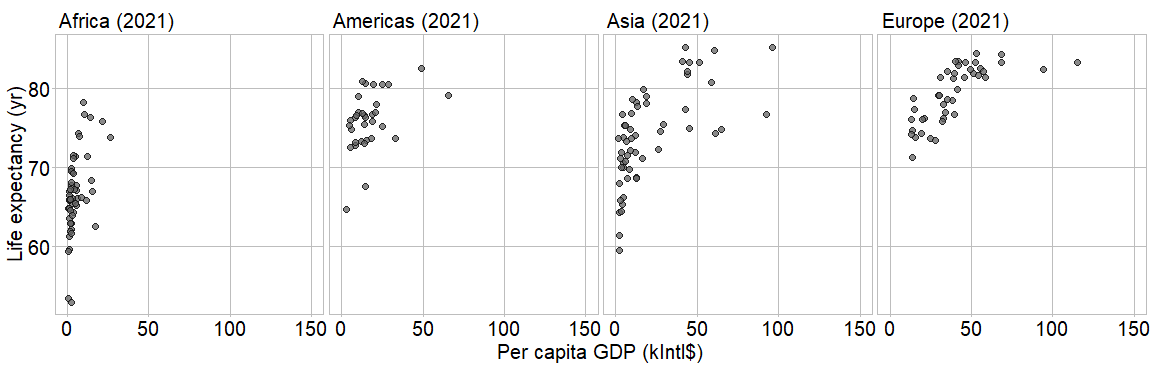 Africa (2021)
Americas (2021)
Asia (2021)
Europe (2021)
Life expectancy (yr)
80
70
60
0 50 100 150
0 50 100 150
0 50 100 150
0 50 100 150
Per capita GDP (kIntl$)